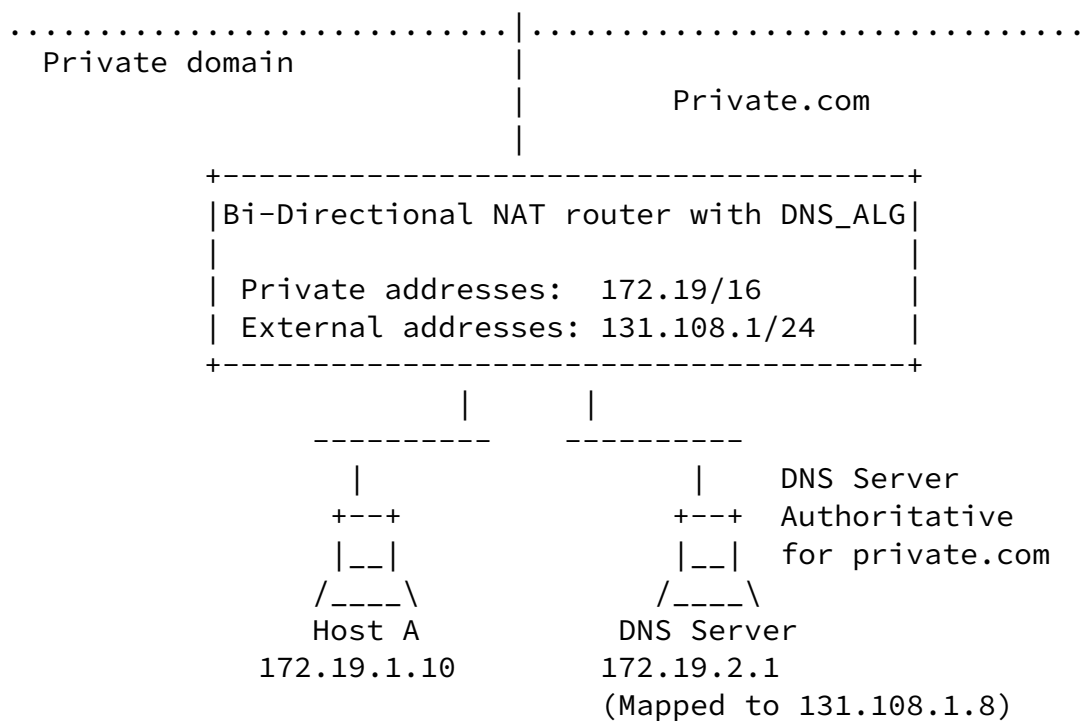 Private domain
Private.com
Bi-Directional NAT router with DNS_ALG
Private addresses: 172.19/16
External addresses: 131.108.1/24
DNS Server
Authoritative
for private.com
Host A
DNS Server
172.19.1.10
172.19.2.1
(Mapped to 131.108.1.8)